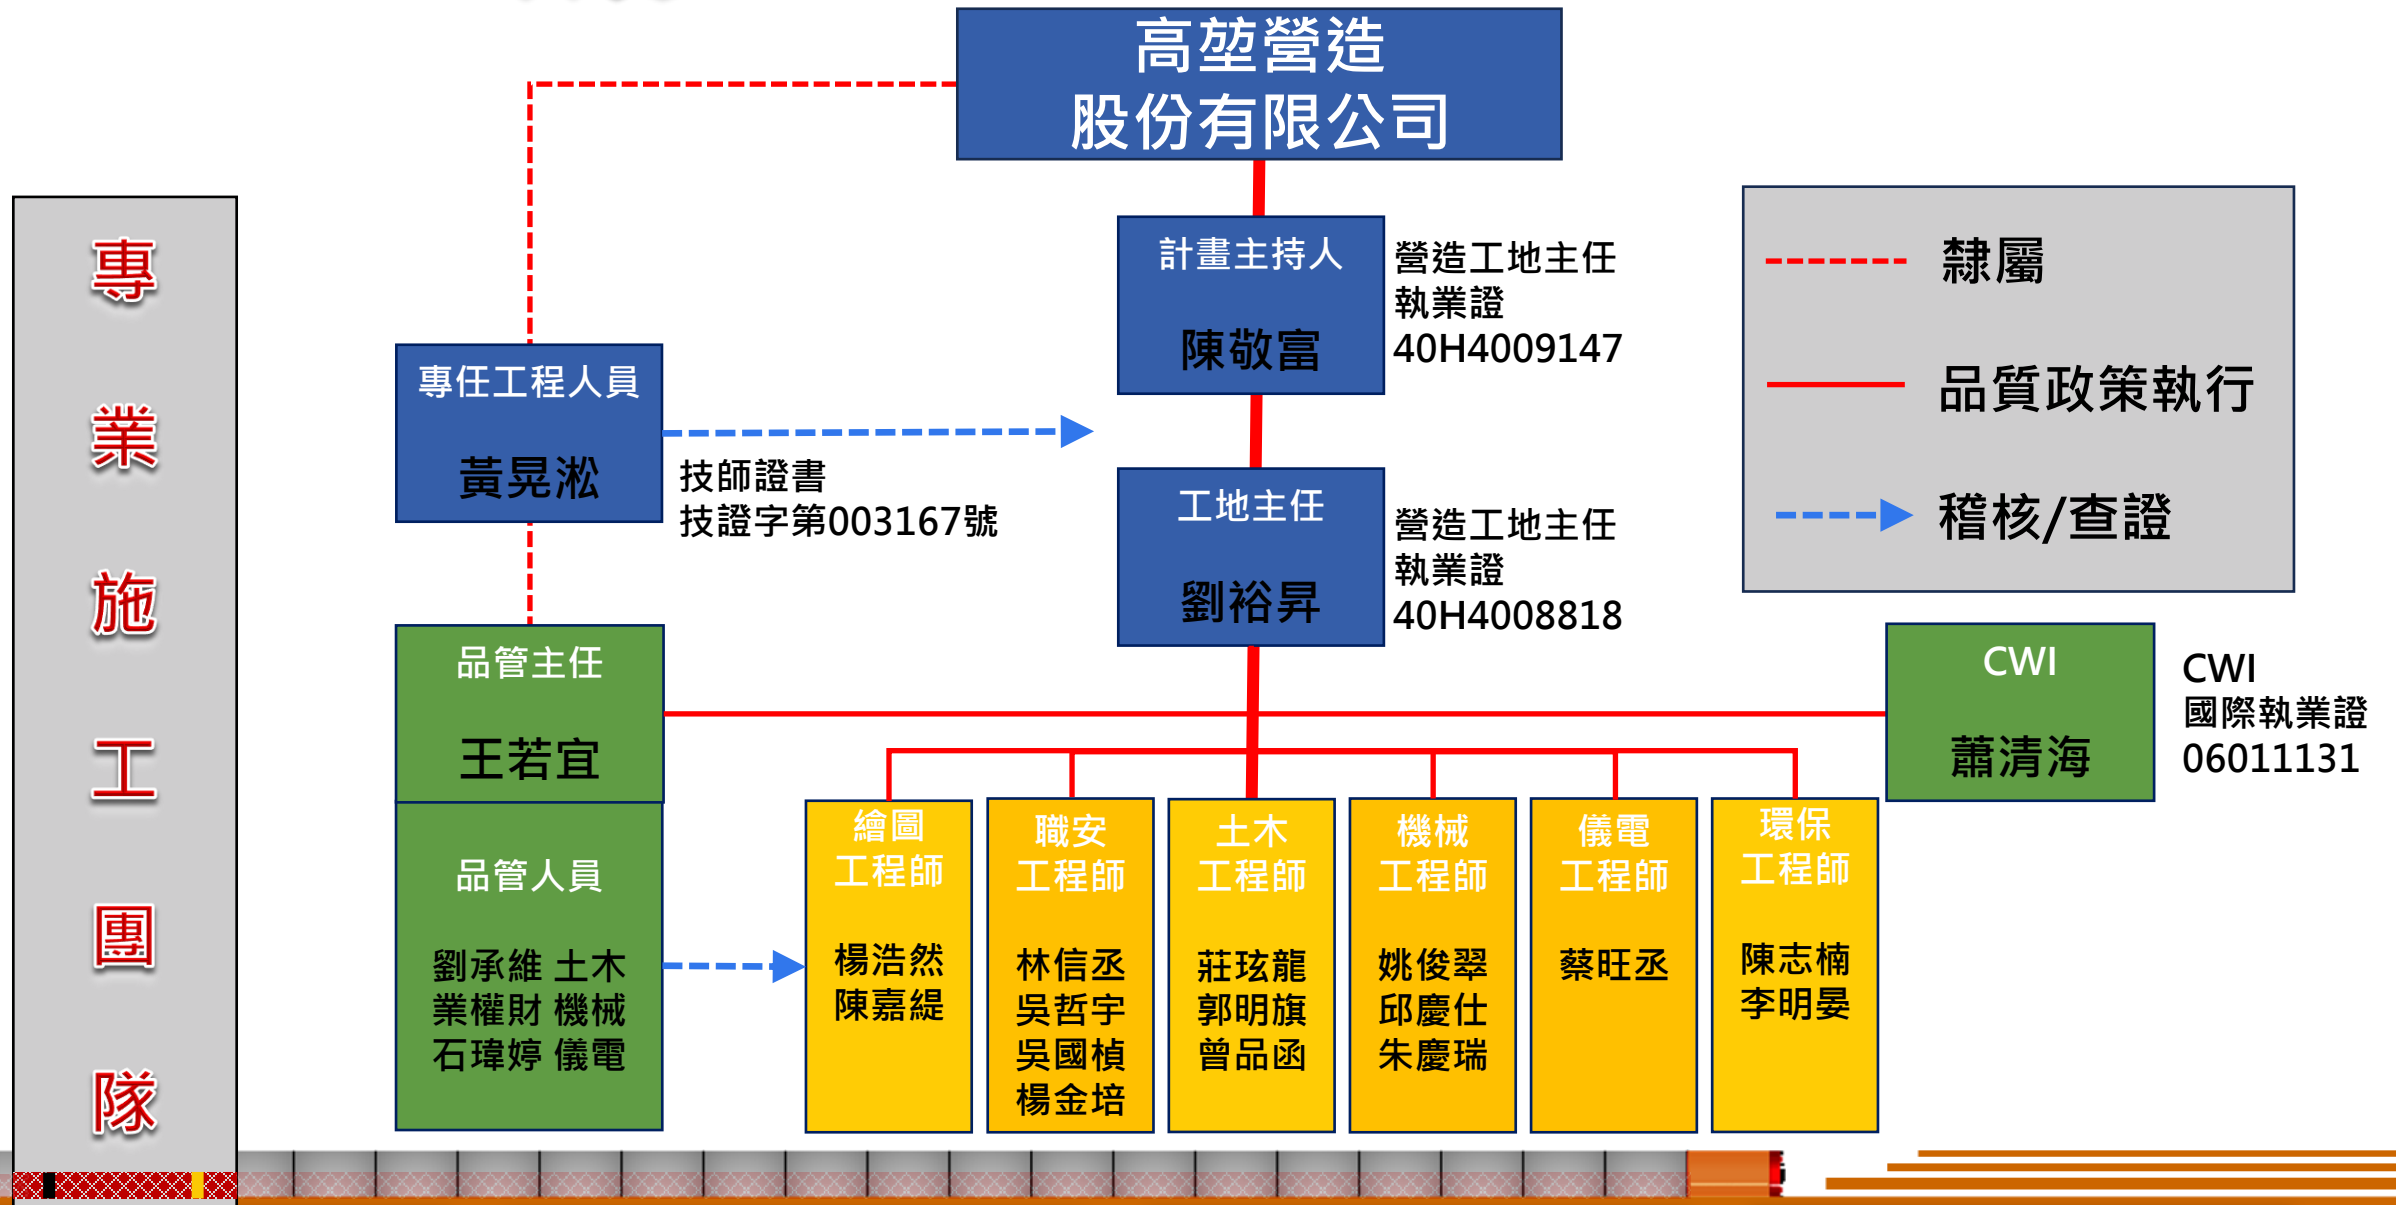 高堃營造
股份有限公司
專
業
施
工
團
隊
計畫主持人
陳敬富
營造工地主任
執業證
40H4009147
隸屬
品質政策執行
稽核/查證
專任工程人員
黃晃淞
技師證書
技證字第003167號
工地主任
劉裕昇
營造工地主任
執業證
40H4008818
品管主任
王若宜
CWI
蕭清海
CWI
國際執業證
06011131
品管人員
劉承維 土木
業權財 機械
石瑋婷 儀電
繪圖
工程師
楊浩然
陳嘉緹
職安
工程師
林信丞
吳哲宇
吳國楨
楊金培
土木
工程師
莊玹龍
郭明旗
曾品函
機械
工程師
姚俊翠
邱慶仕
朱慶瑞
儀電
工程師
蔡旺丞
環保
工程師
陳志楠
李明晏